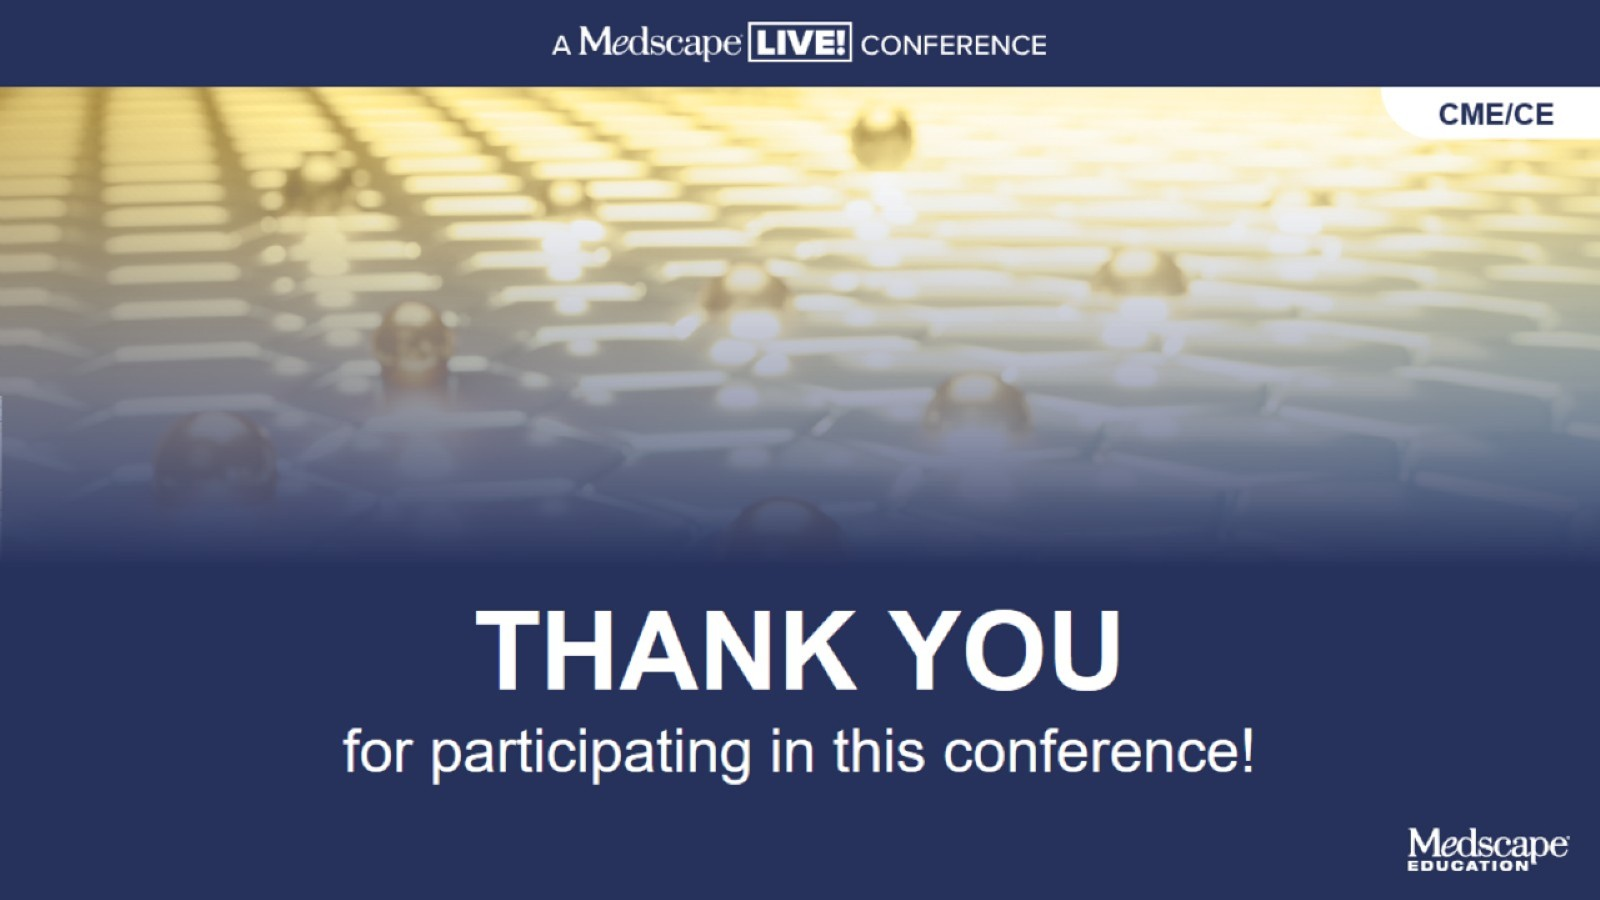 A Medscape LIVE! CONFERENCE
CME/CE
THANK YOU
for participating in this conference!
Medscape
EDUCATION